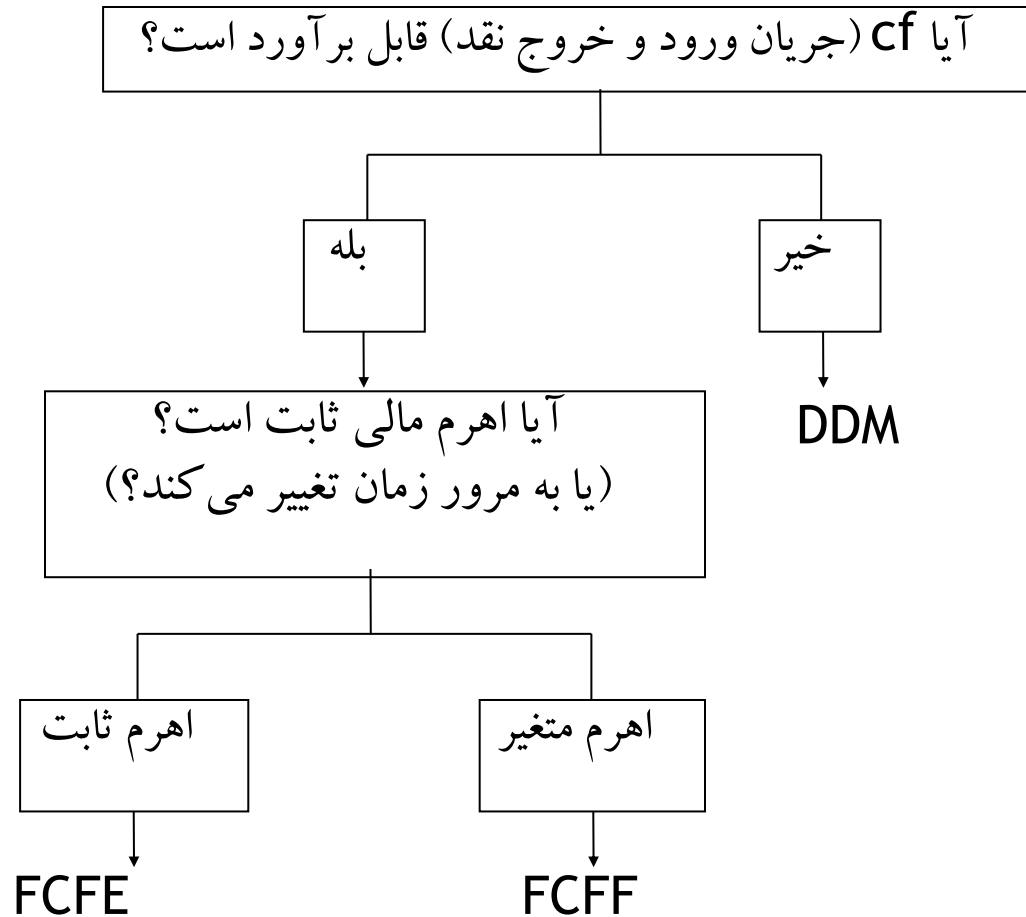 آیا cf (جریان ورود و خروج نقد) قابل برآورد است؟
خیر
بله
DDM
آیا اهرم مالی ثابت است؟
(یا به مرور زمان تغییر می‌کند؟)
اهرم متغیر
اهرم ثابت
FCFF
FCFE